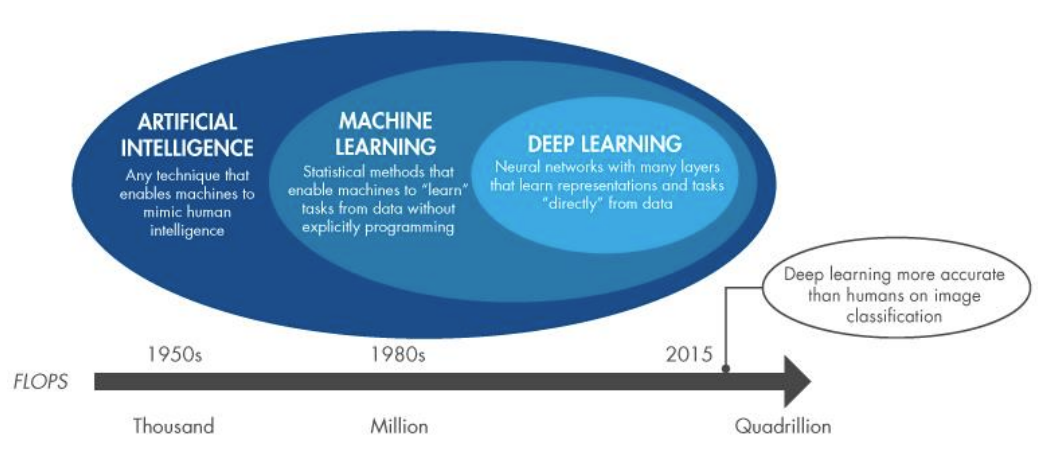 ARTIFICIAL
INTELLIGENCE
Any technique that
enables machines to
mimic human
intelligence
MACHINE
LEARNING
Statistical methods that
enable machines to “learn”
tasks from data without
explicitly programming
DEEP LEARNING
Neural networks with many layers
that learn representations and tasks
“directly” from data
Deep learning more accurate
than humans on image
classification
1950s
1980s
2015
FLOPS
Thousand
Million
Quadrillion